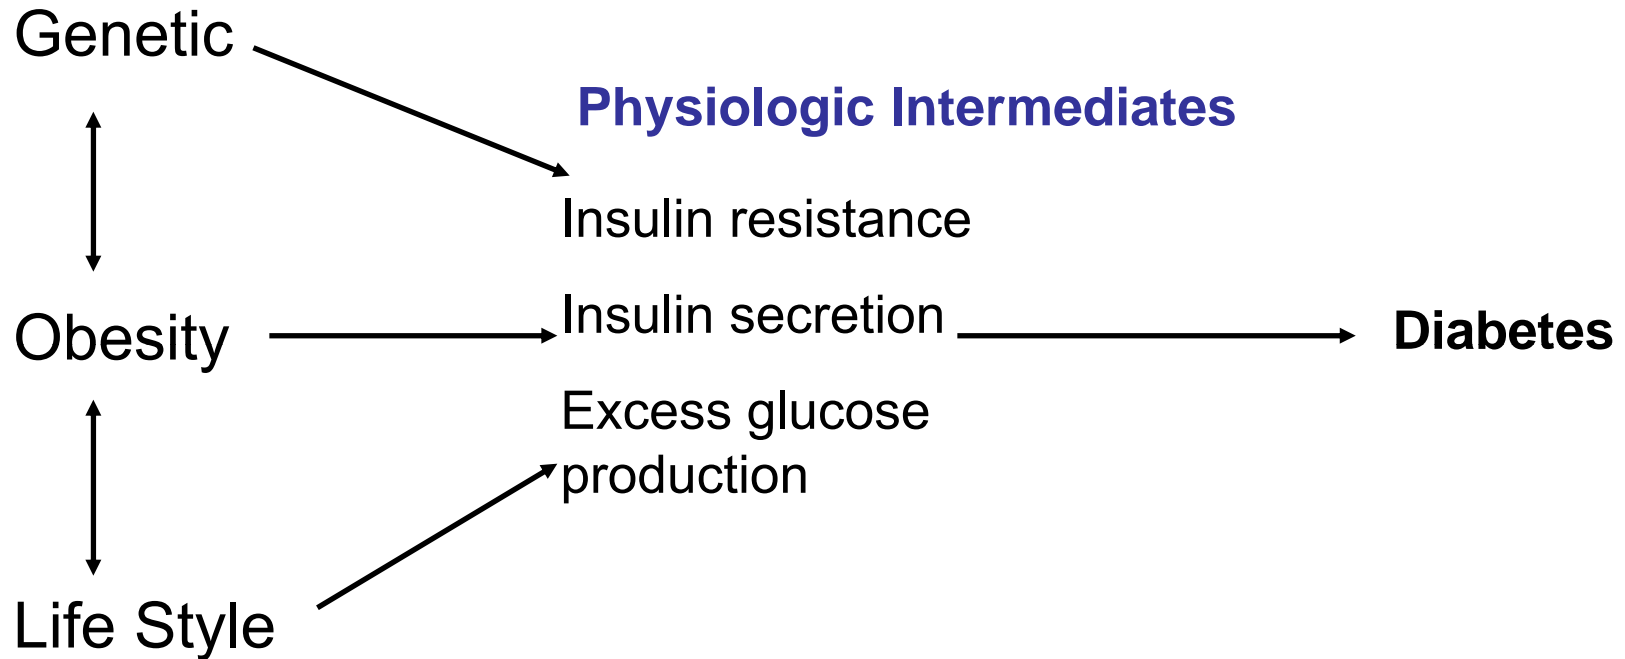 Genetic
Physiologic Intermediates
Insulin resistance
Obesity
Insulin secretion
Diabetes
Excess glucose
production
Life Style